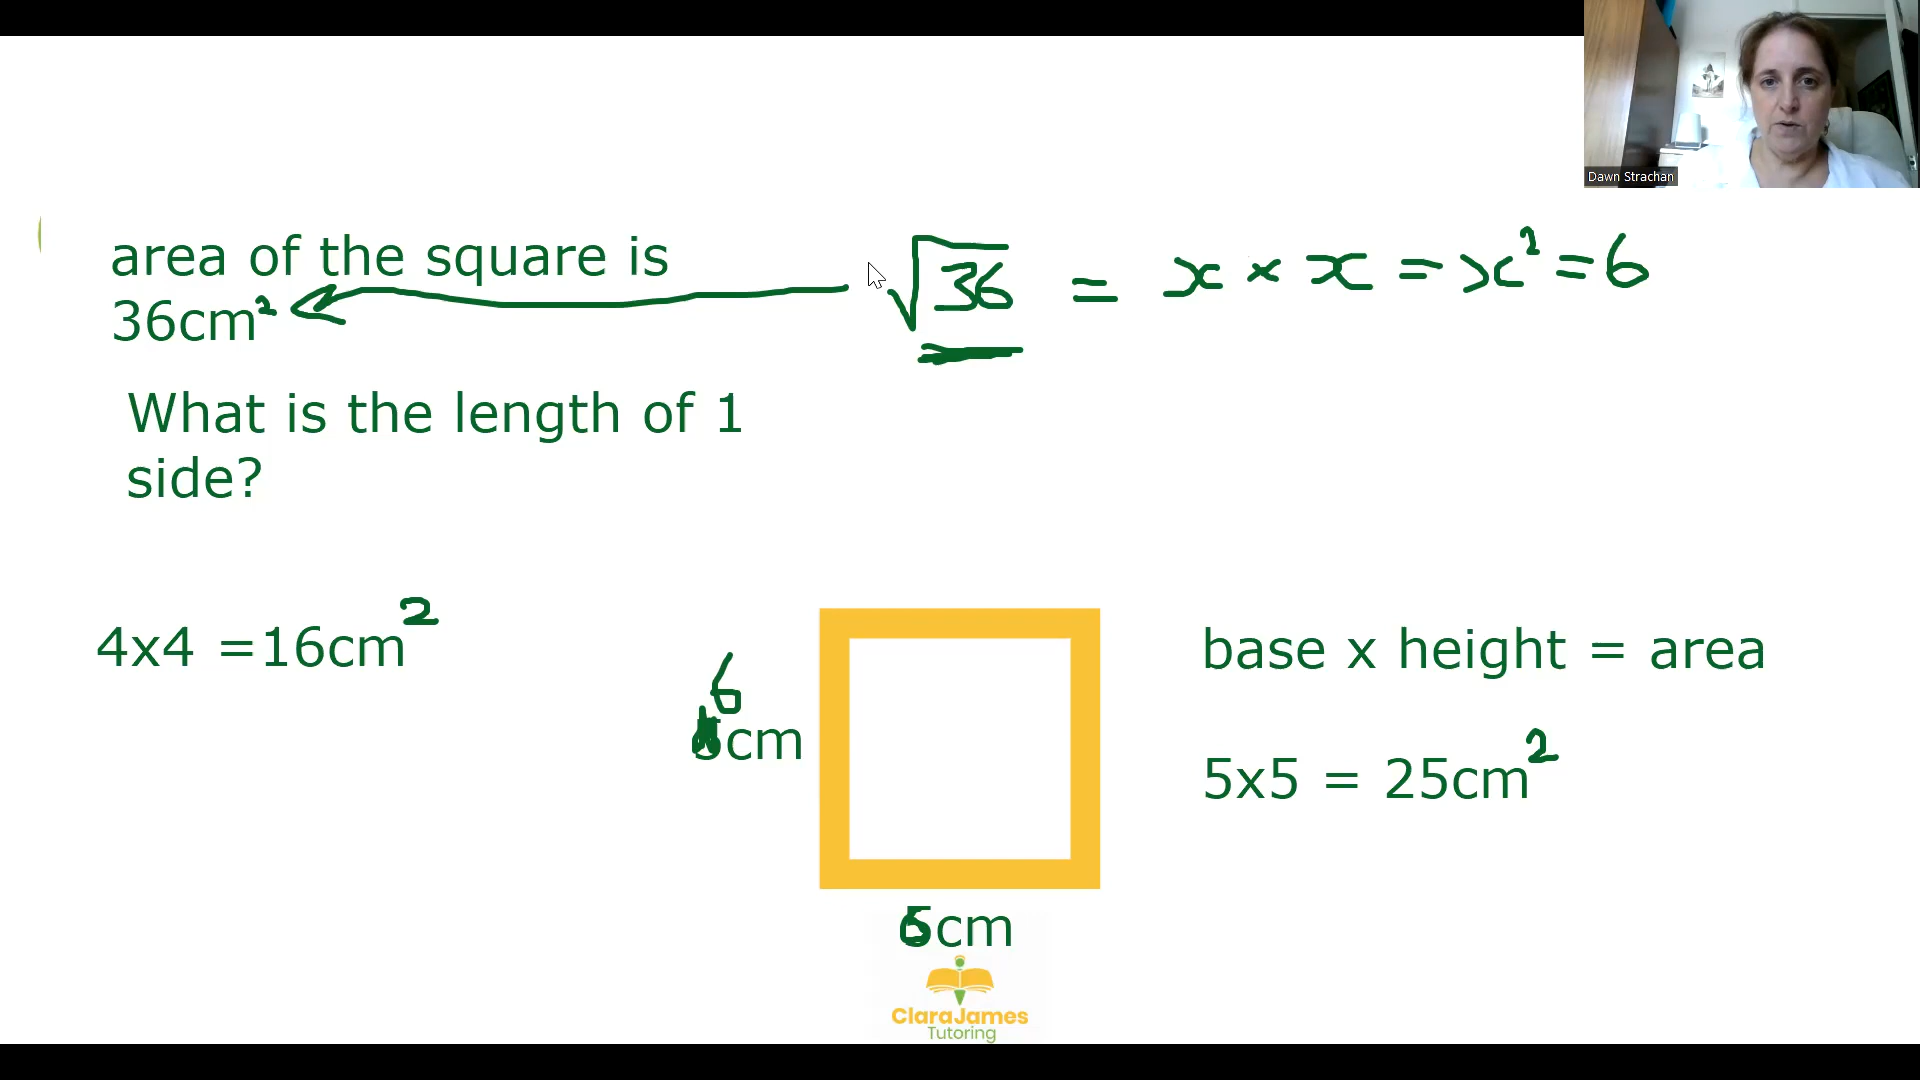 Dawn Strachan
area of the square is
36cm²
√36 = x × x = x² = 6
What is the length of 1
side?
4x4 =16cm²
6
cm
base x height = area
5x5 = 25cm²
cm
ClaraJames
Tutoring